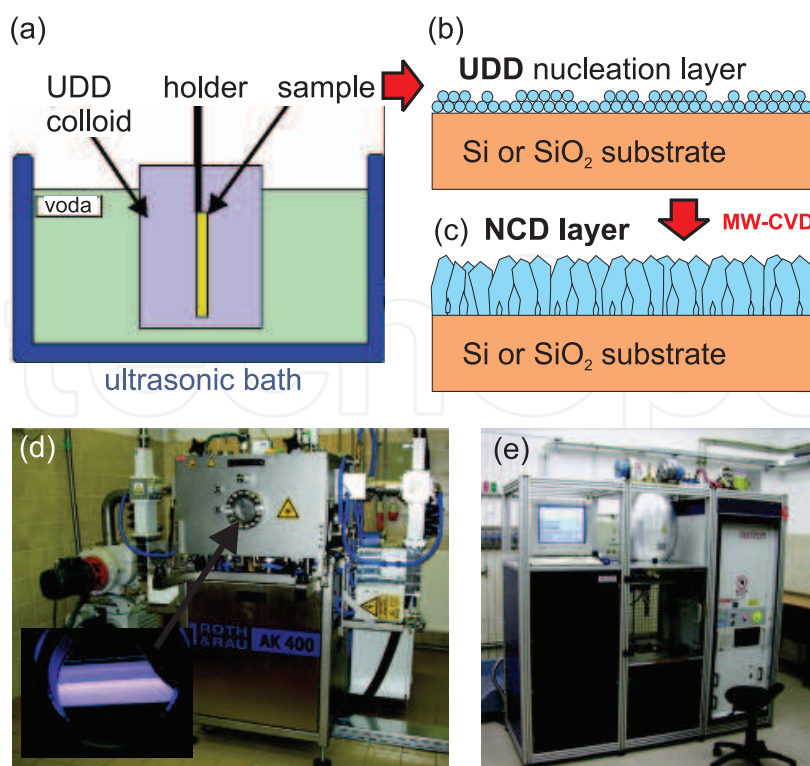 (a)
UDD colloid
holder
sample
voda
ultrasonic bath
(b)
UDD nucleation layer
Si or SiO₂ substrate
MW-CVD
(c)
NCD layer
Si or SiO₂ substrate
(d)
ROTH
&RAU
AK 400
(e)